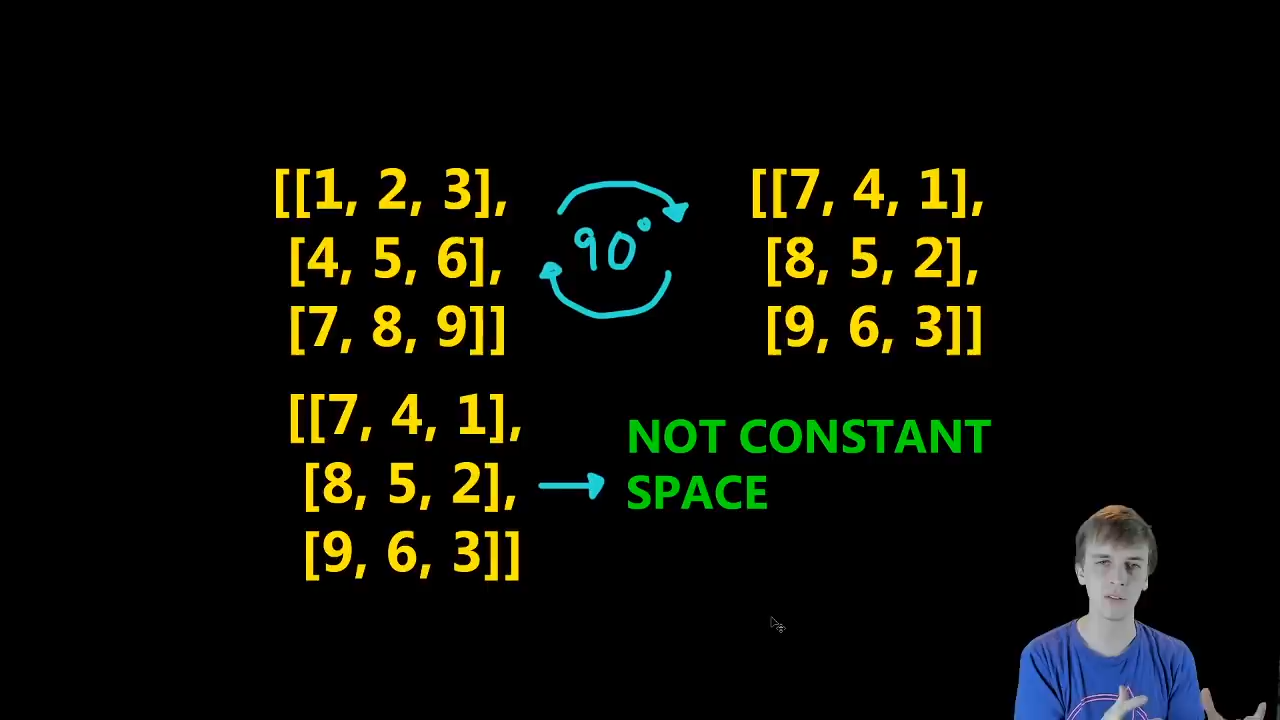 [[1, 2, 3],
[4, 5, 6],
[7, 8, 9]]
90°
[[7, 4, 1],
[8, 5, 2],
[9, 6, 3]]
[[7, 4, 1],
[8, 5, 2],
[9, 6, 3]]
NOT CONSTANT
SPACE